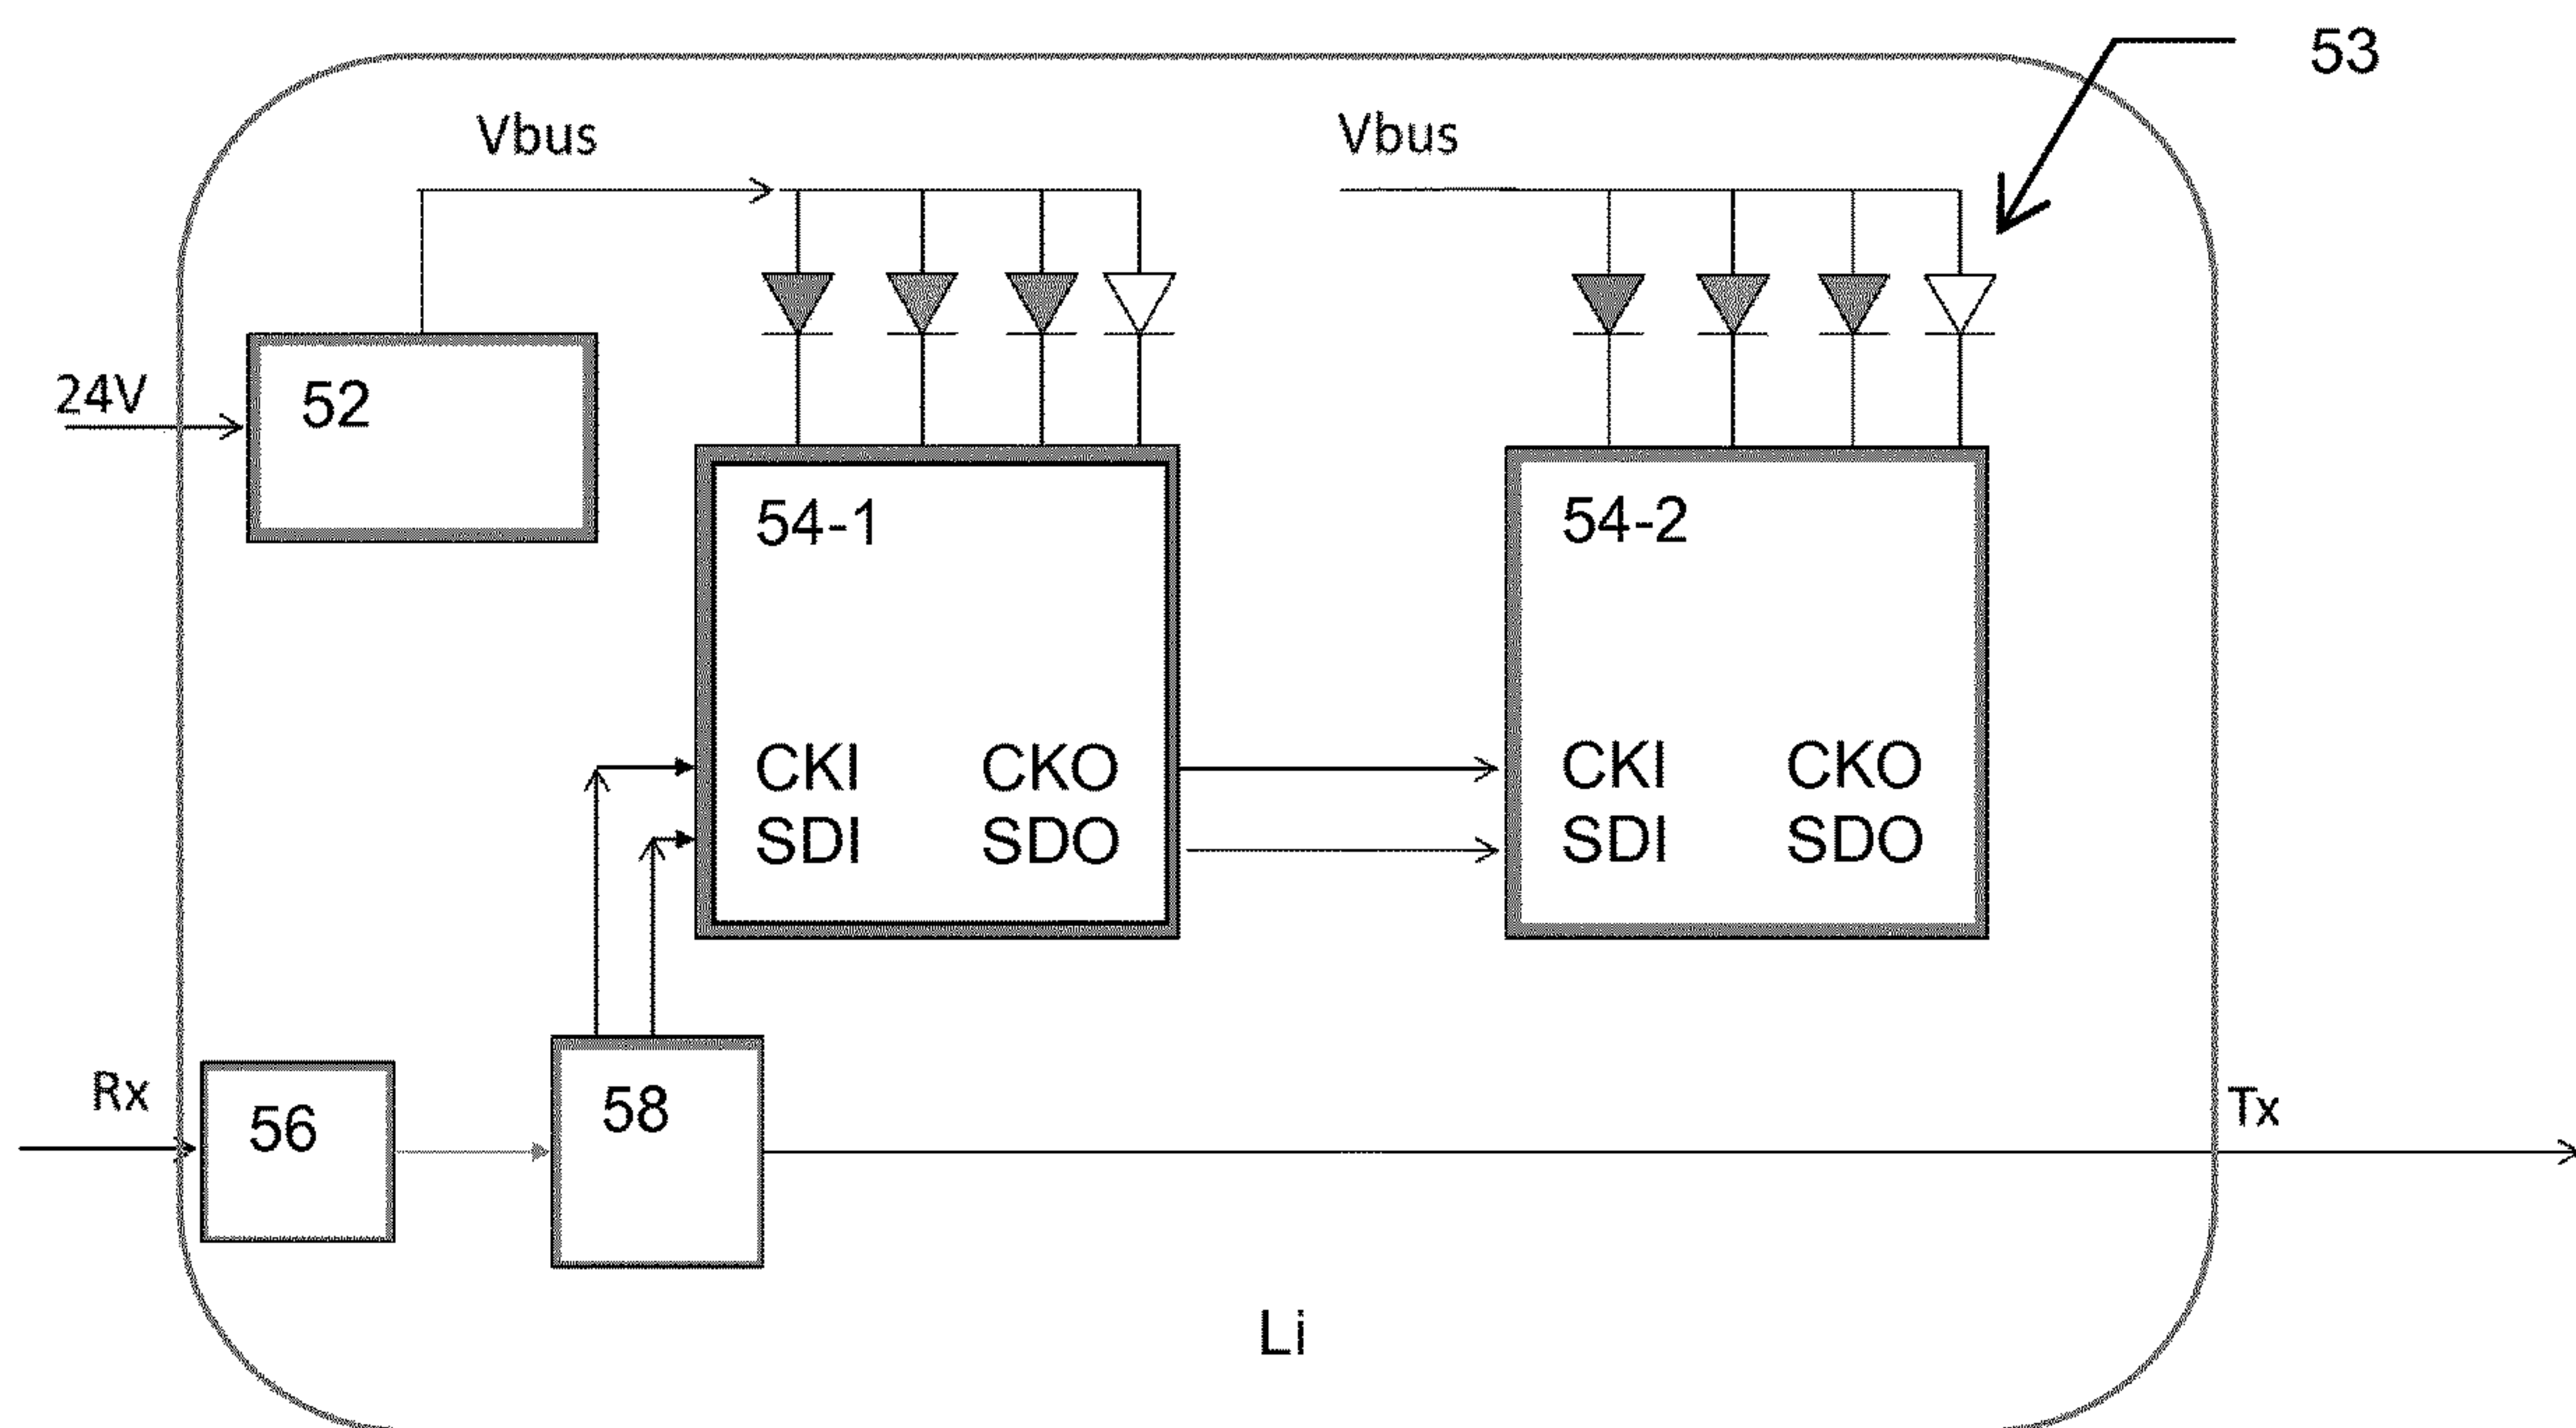 53
Vbus Vbus
24V
52
54-1 54-2
CKI CKO CKI CKO
SDI SDO SDI SDO
Rx 56 58 Tx
Li